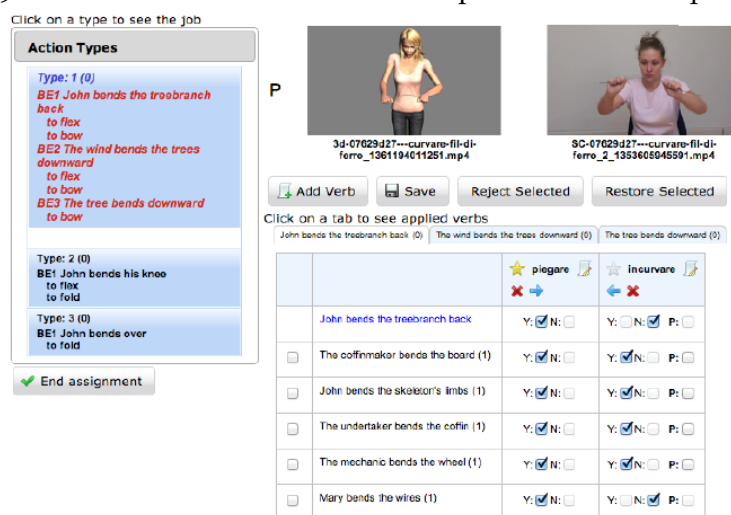 Click on a type to see the job
Action Types
Type: 1 (0)
BE1 John bends the treebranch
back
to flex
to bow
BE2 The wind bends the trees
downward
to flex
to bow
BE3 The tree bends downward
to bow
Type: 2 (0)
BE1 John bends his knee
to flex
to fold
Type: 3 (0)
BE1 John bends over
to fold
End assignment
P
3d-07629d27---curvare-fil-di-
ferro_1361194011251.mp4
SC-07629d27---curvare-fil-di-
ferro_2_1353605945591.mp4
Add Verb
Save
Reject Selected
Restore Selected
Click on a tab to see applied verbs
John bends the treebranch back (0)
The wind bends the trees downward (0)
The tree bends downward (0)
piegare
incurvare
John bends the treebranch back
Y: N:
Y: N: P:
The coffinmaker bends the board (1)
Y: N:
Y: N: P:
John bends the skeleton's limbs (1)
Y: N:
Y: N: P:
The undertaker bends the coffin (1)
Y: N:
Y: N: P:
The mechanic bends the wheel (1)
Y: N:
Y: N: P:
Mary bends the wires (1)
Y: N:
Y: N: P: